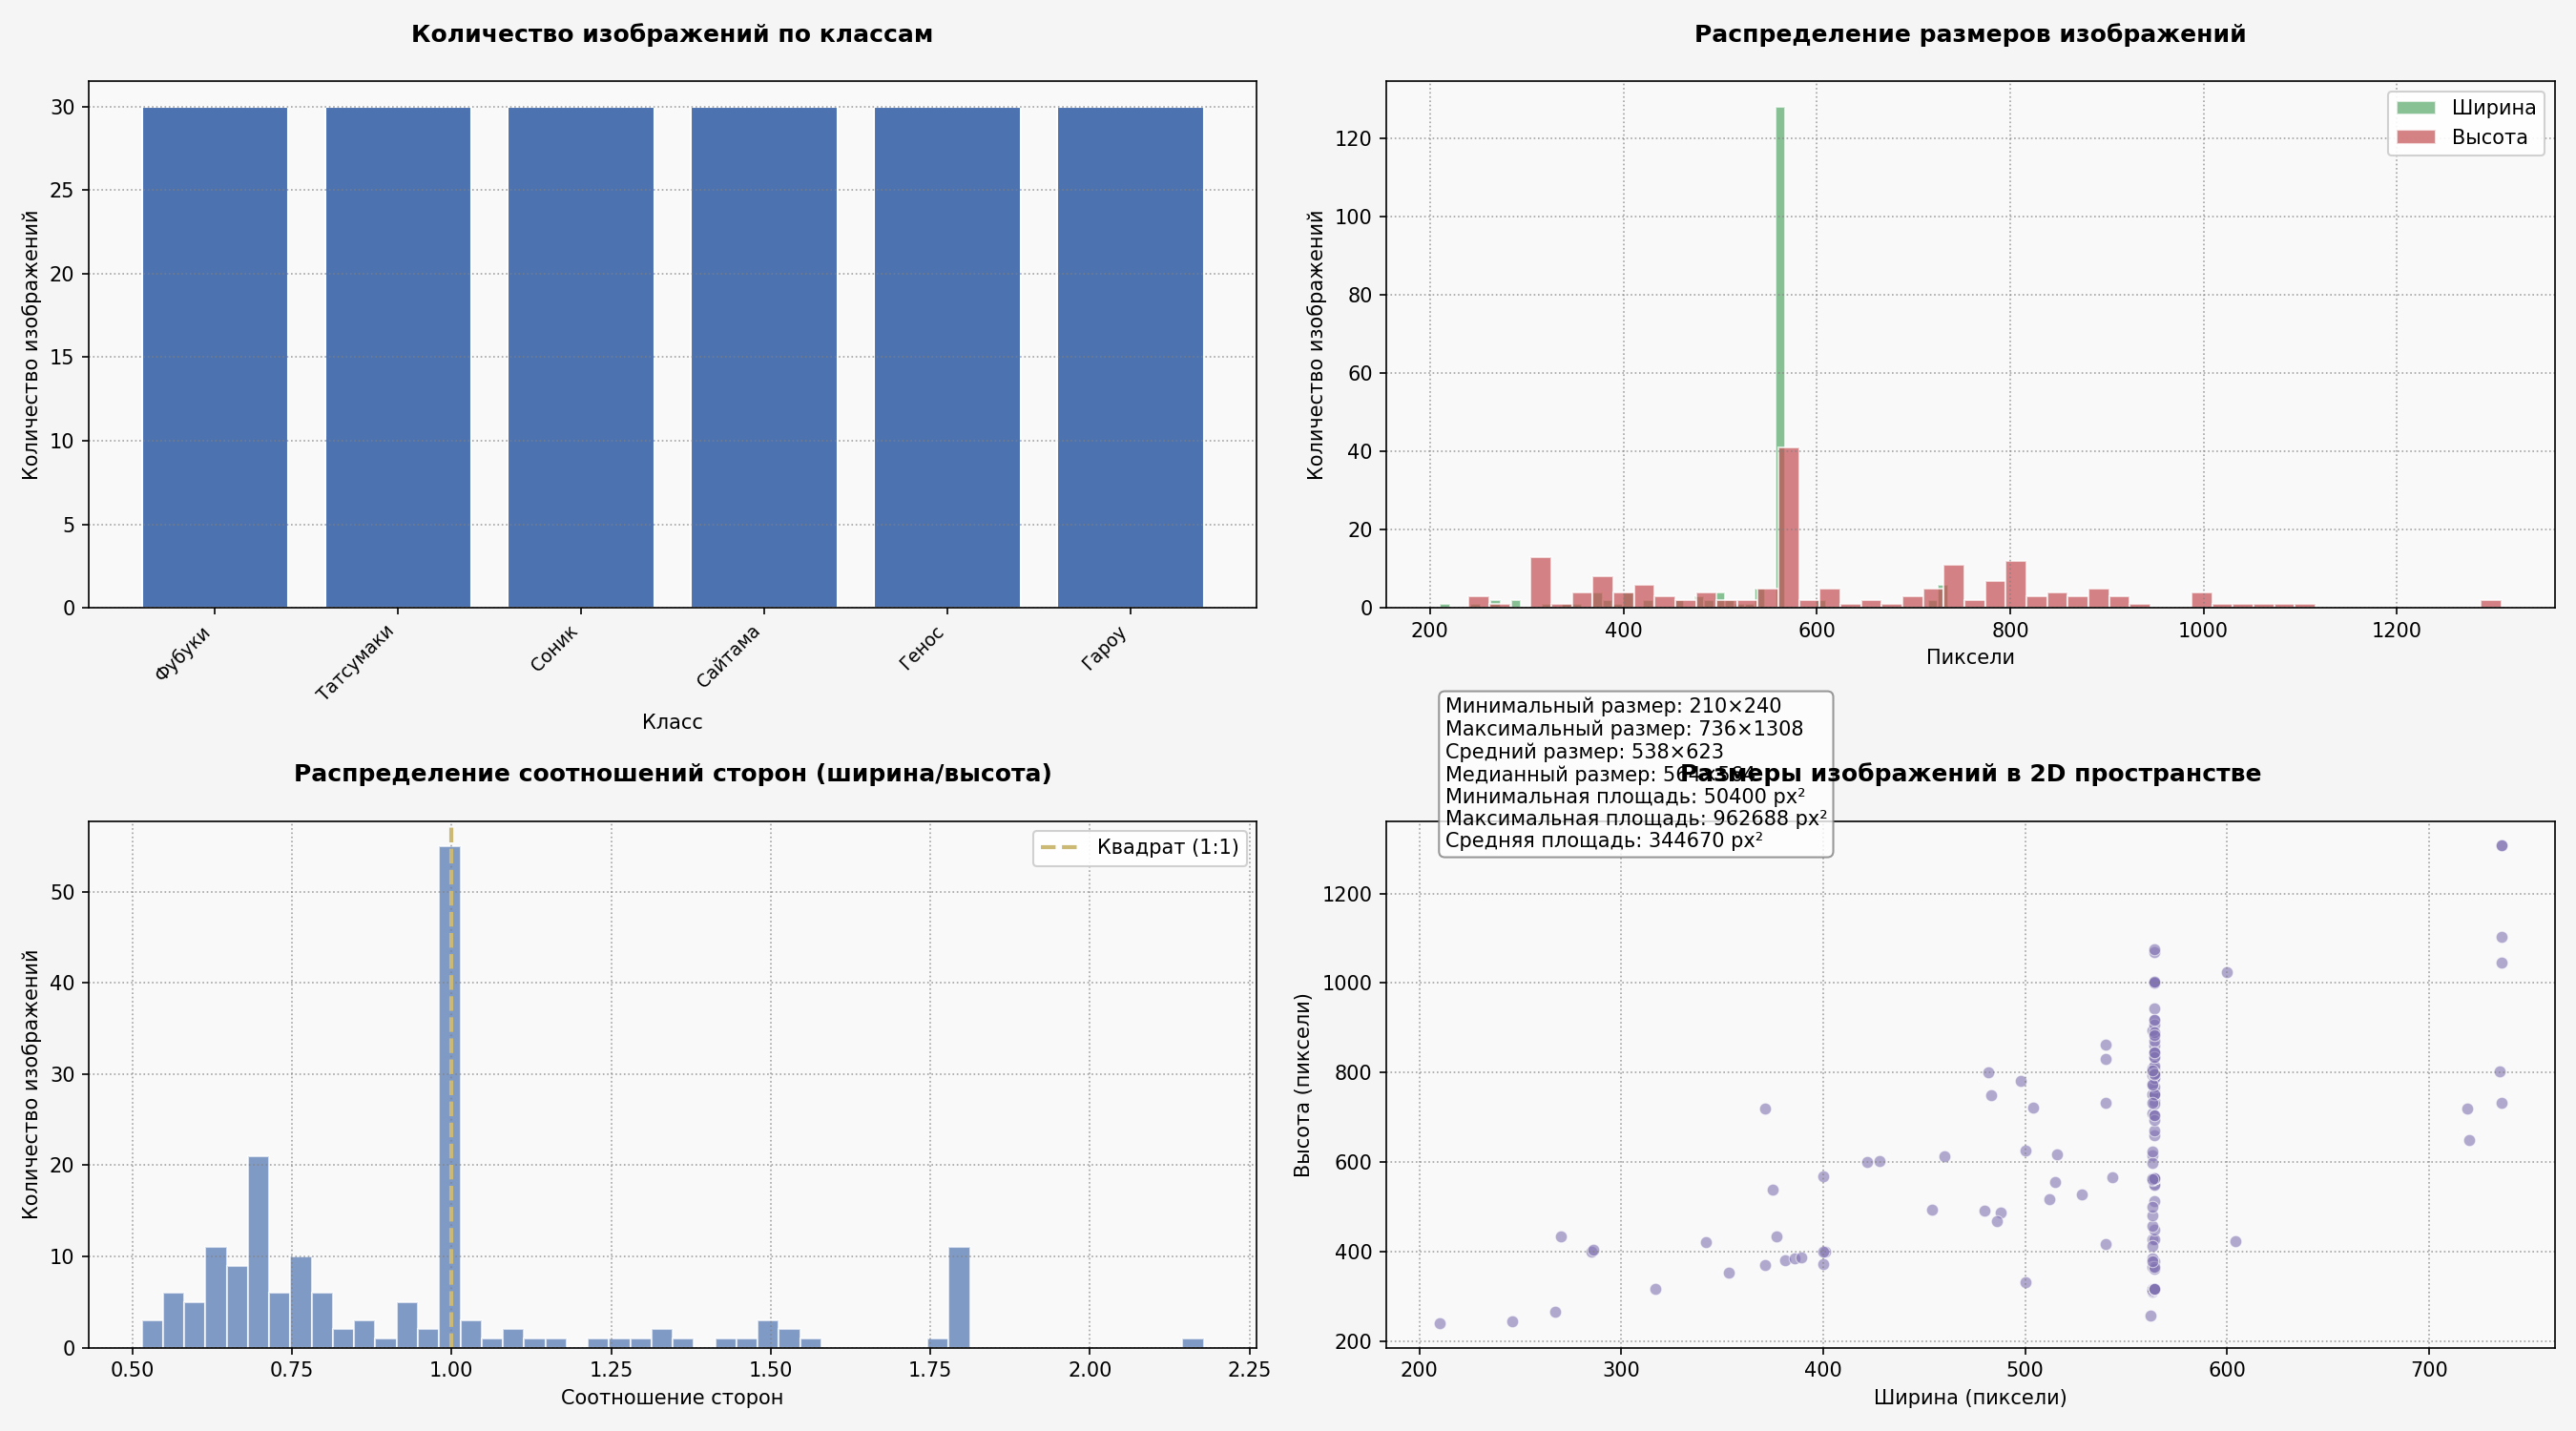 Количество изображений по классам
Количество изображений
30
25
20
15
10
5
0
Фубуки
Татсумаки
Соник
Сайтама
Генос
Гароу
Класс
Распределение размеров изображений
Количество изображений
120
100
80
60
40
20
0
Ширина
Высота
200 400 600 800 1000 1200
Пиксели
Минимальный размер: 210×240
Максимальный размер: 736×1308
Средний размер: 538×623
Медианный размер:
Минимальная площадь: 50400 px²
Максимальная площадь: 962688 px²
Средняя площадь: 344670 px²
Распределение соотношений сторон (ширина/высота)
Количество изображений
50
40
30
20
10
0
Квадрат (1:1)
0.50 0.75 1.00 1.25 1.50 1.75 2.00 2.25
Соотношение сторон
Размеры изображений в 2D пространстве
Высота (пиксели)
1200
1000
800
600
400
200
200 300 400 500 600 700
Ширина (пиксели)